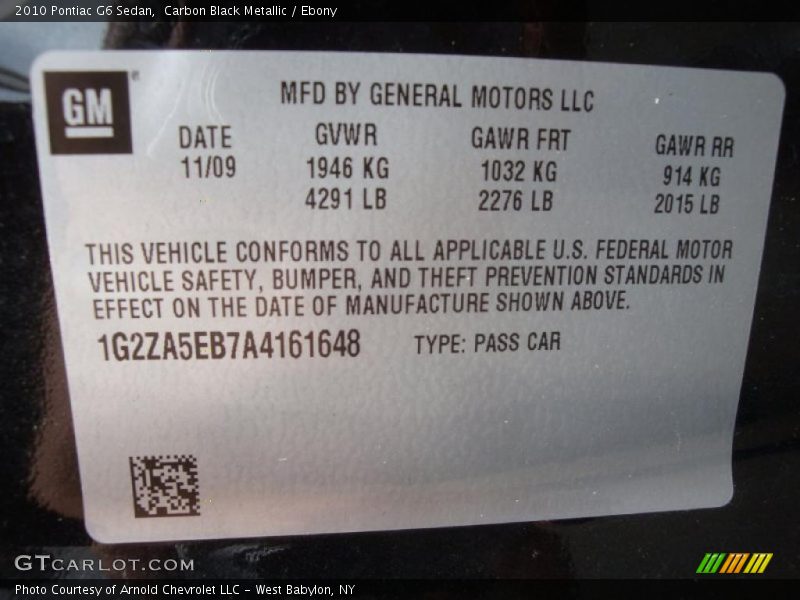 2010 Pontiac G6 Sedan,  Carbon Black Metallic / Ebony
GM
MFD BY GENERAL MOTORS LLC
DATE GVWR GAWR FRT GAWR RR
11/09 1946 KG 1032 KG 914 KG
4291 LB 2276 LB 2015 LB
THIS VEHICLE CONFORMS TO ALL APPLICABLE U.S. FEDERAL MOTOR
VEHICLE SAFETY, BUMPER, AND THEFT PREVENTION STANDARDS IN
EFFECT ON THE DATE OF MANUFACTURE SHOWN ABOVE.
1G2ZA5EB7A4161648 TYPE: PASS CAR
GTCARLOT.COM
Photo Courtesy of Arnold Chevrolet LLC - West Babylon, NY